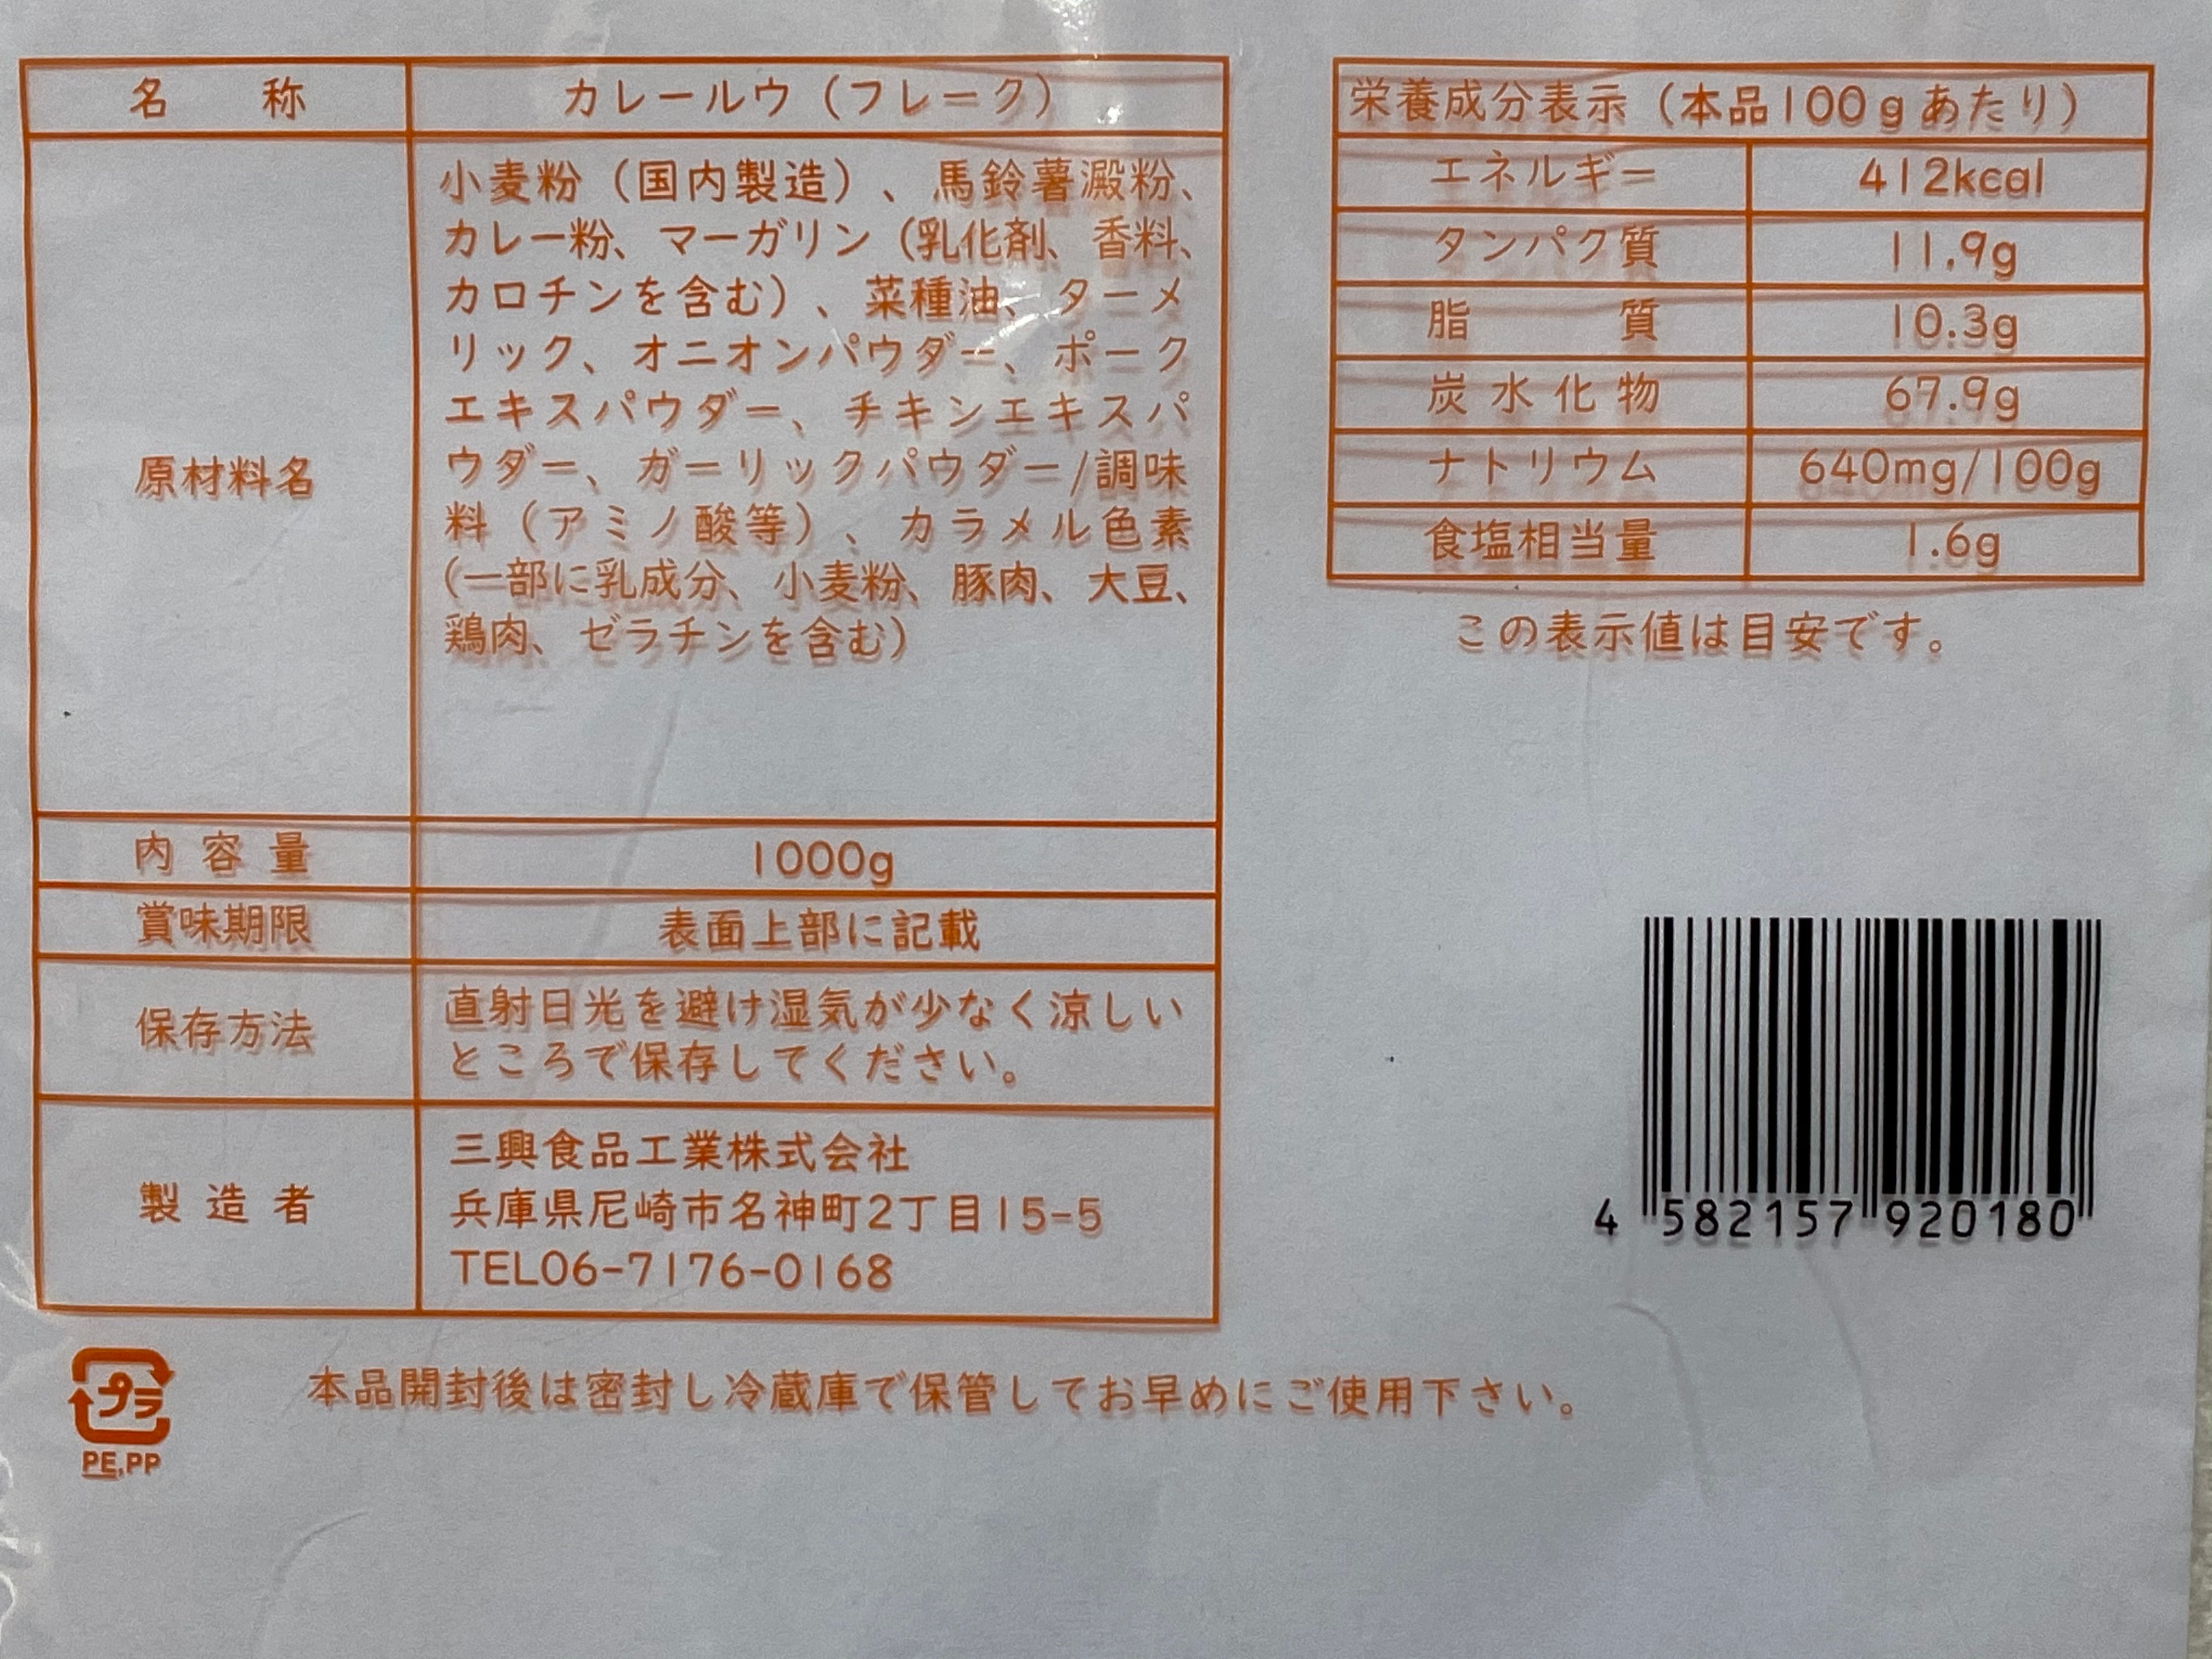 名 称 カレールウ（フレーク）
原材料名
小麦粉（国内製造）、馬鈴薯澱粉、
カレー粉、マーガリン（乳化剤、香料、
カロチンを含む）、菜種油、ターメ
リック、オニオンパウダー、ポーク
エキスパウダー、チキンエキスパ
ウダー、ガーリックパウダー/調味
料（アミノ酸等）、カラメル色素
（一部に乳成分、小麦粉、豚肉、大豆、
鶏肉、ゼラチンを含む）
内容量 1000g
賞味期限 表面上部に記載
保存方法
直射日光を避け湿気が少なく涼しい
ところで保存してください。
製造者
三興食品工業株式会社
兵庫県尼崎市名神町2丁目15-5
TEL06-7176-0168
栄養成分表示（本品100gあたり）
エネルギー 412kcal
タンパク質 11.9g
脂質 10.3g
炭水化物 67.9g
ナトリウム 640mg/100g
食塩相当量 1.6g
この表示値は目安です。
4 582157 920180
プラ
PE,PP
本品開封後は密封し冷蔵庫で保管してお早めにご使用下さい。